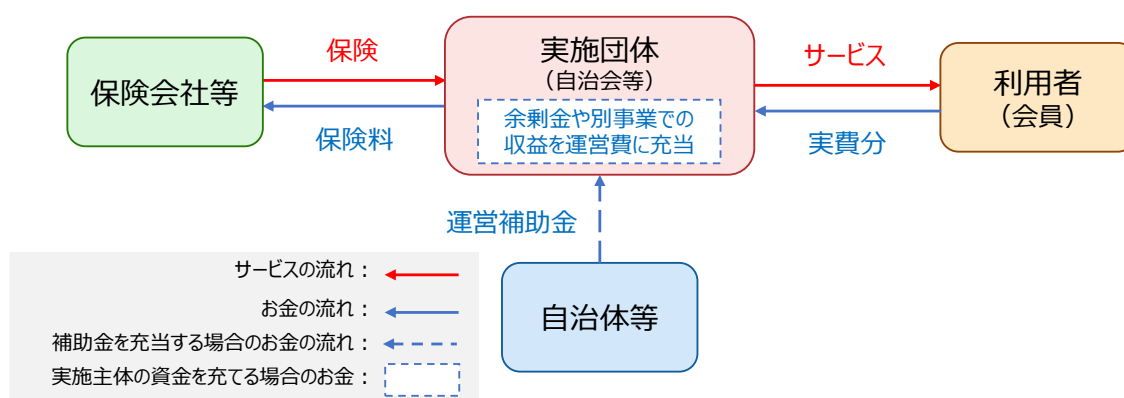 保険会社等
保険
保険料
実施団体
（自治会等）
余剰金や別事業での
収益を運営費に充当
サービス
実費分
利用者
（会員）
運営補助金
自治体等
サービスの流れ：
お金の流れ：
補助金を充当する場合のお金の流れ：
実施主体の資金を充てる場合のお金：